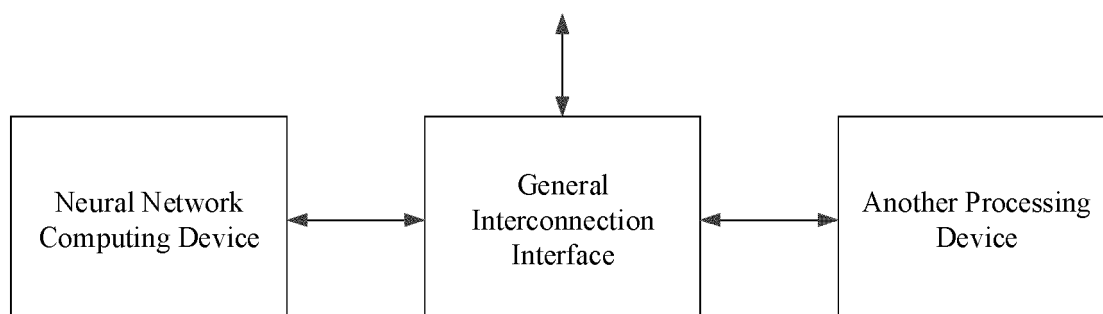 Neural Network
Computing Device
General
Interconnection
Interface
Another Processing
Device